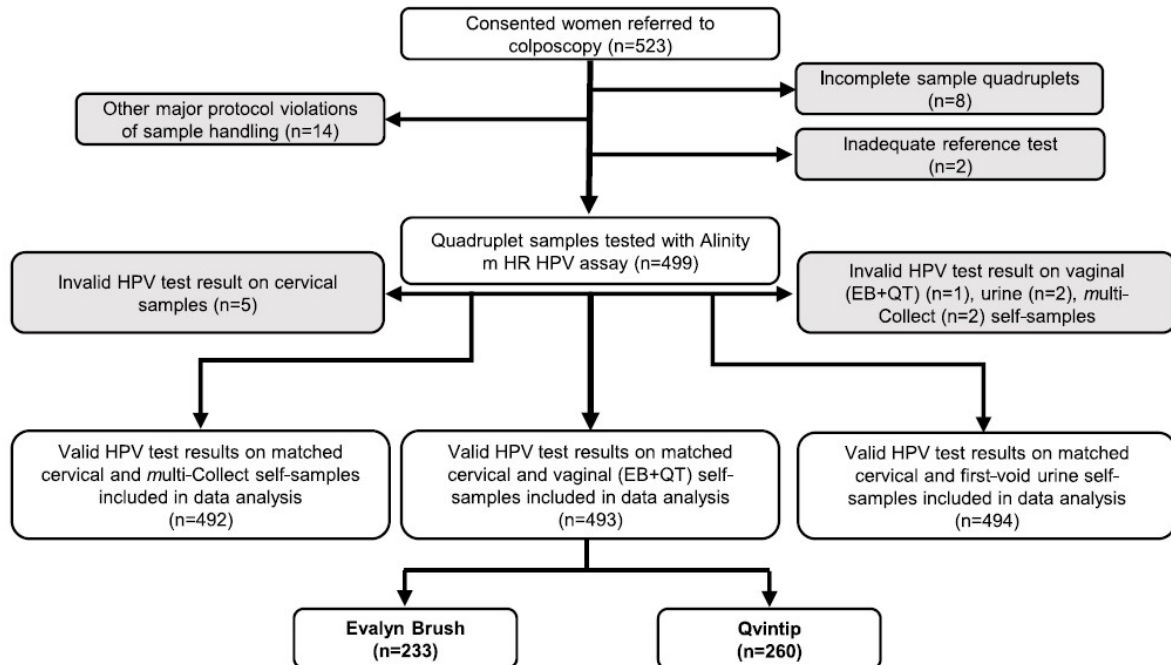 Consented women referred to
colposcopy (n=523)
Incomplete sample quadruplets
(n=8)
Other major protocol violations
of sample handling (n=14)
Inadequate reference test
(n=2)
Quadruplet samples tested with Alinity
m HR HPV assay (n=499)
Invalid HPV test result on cervical
samples (n=5)
Invalid HPV test result on vaginal
(EB+QT) (n=1), urine (n=2), multi-
Collect (n=2) self-samples
Valid HPV test results on matched
cervical and multi-Collect self-samples
included in data analysis
(n=492)
Valid HPV test results on matched
cervical and vaginal (EB+QT) self-
samples included in data analysis
(n=493)
Valid HPV test results on matched
cervical and first-void urine self-
samples included in data analysis
(n=494)
Evalyn Brush
(n=233)
Qvintip
(n=260)